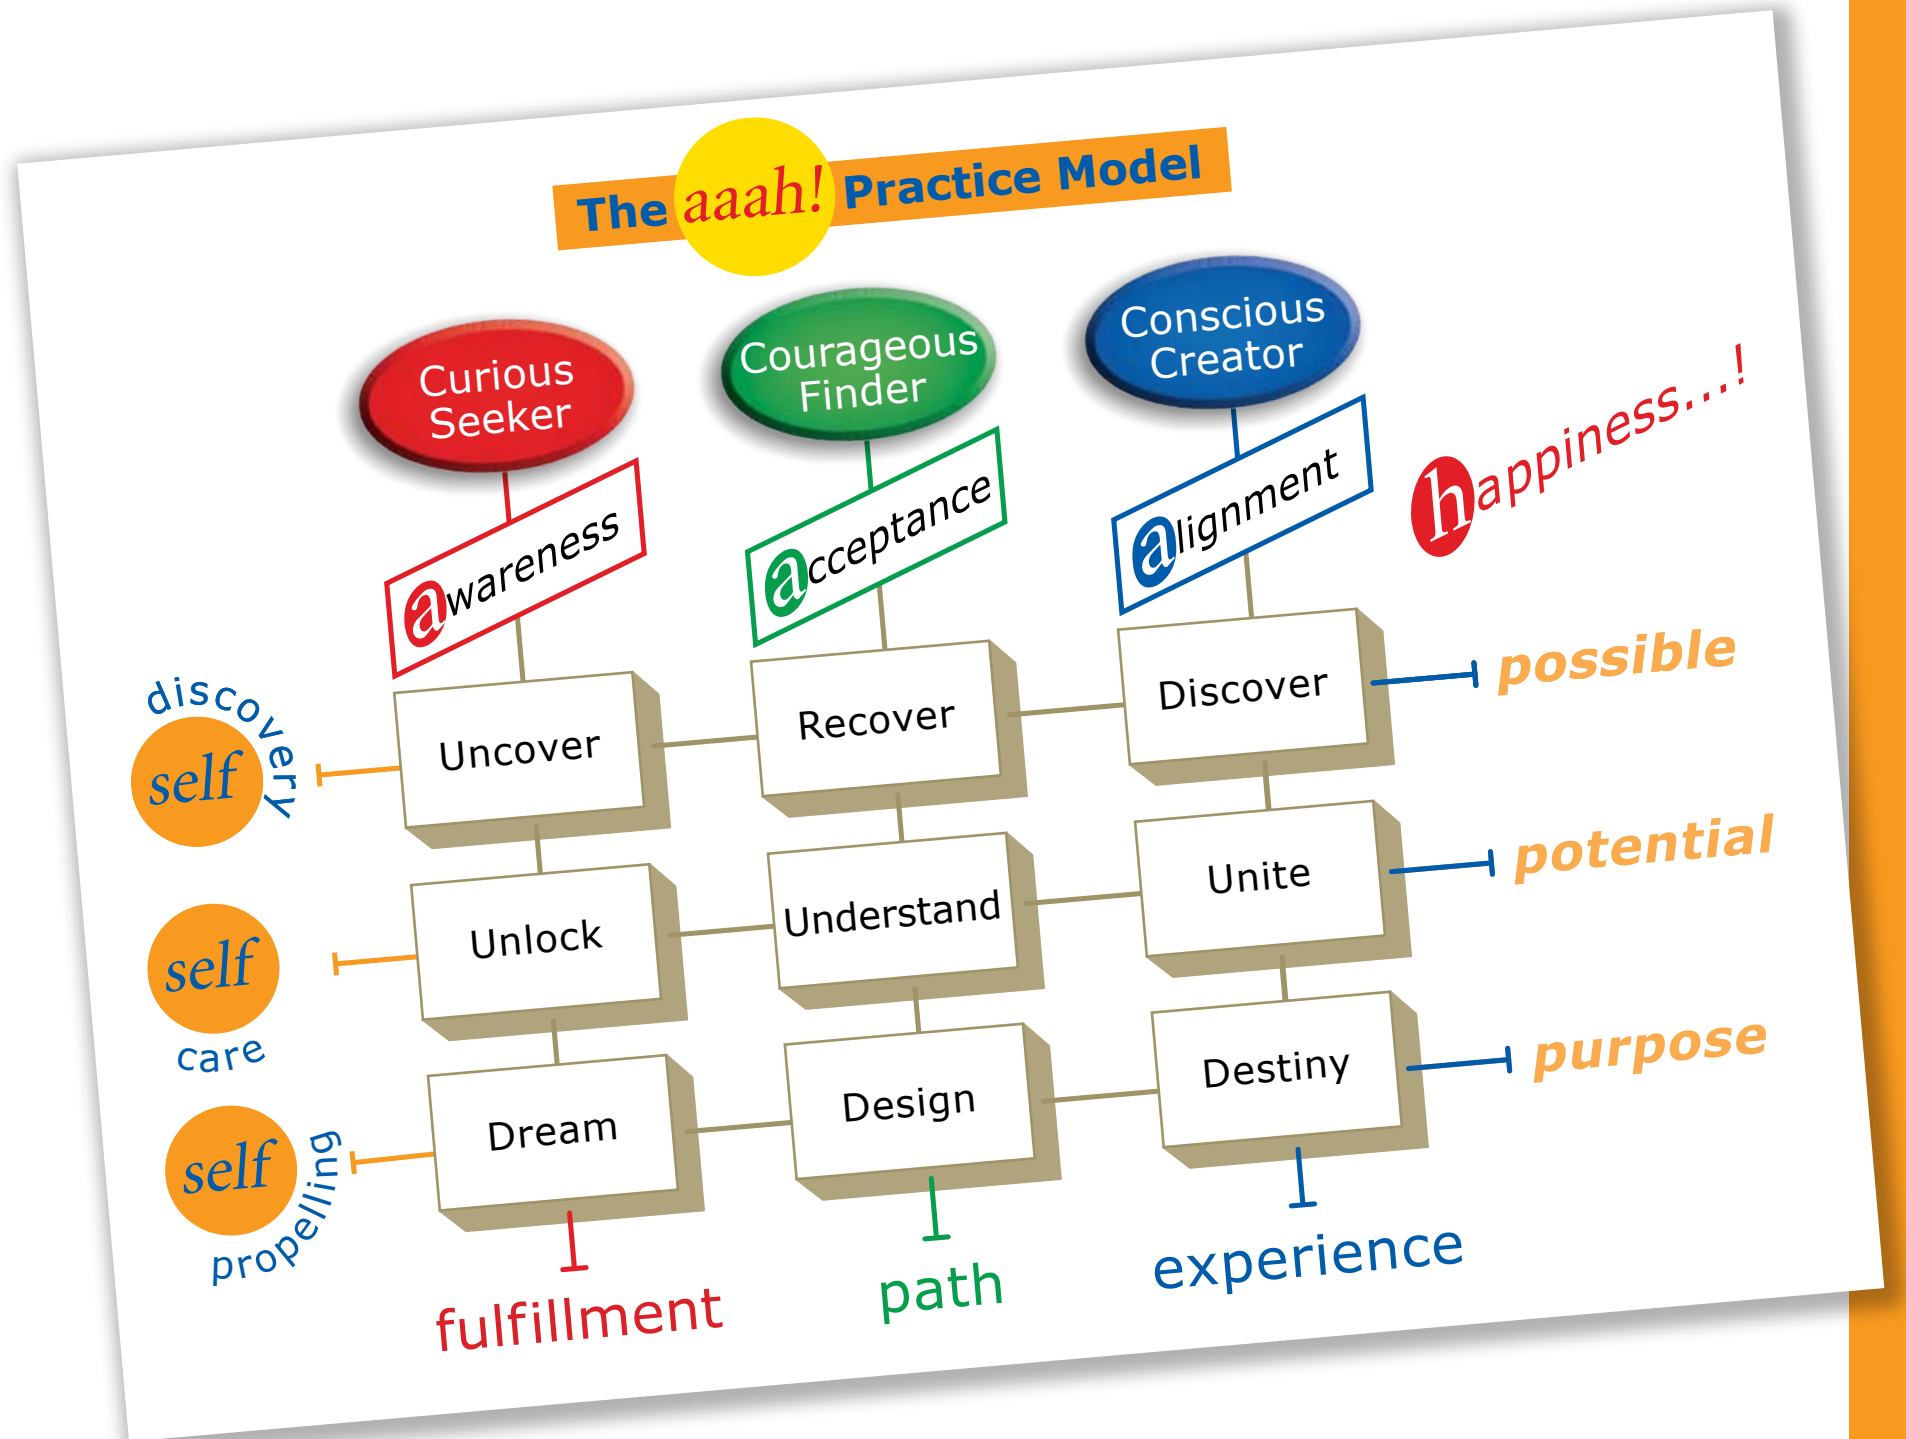 The aaah! Practice Model
Curious
Seeker
Courageous
Finder
Conscious
Creator
awareness
acceptance
alignment
happiness...!
self discovery
Uncover
Recover
Discover
possible
self
care
Unlock
Understand
Unite
potential
self
propelling
Dream
Design
Destiny
purpose
fulfillment
path
experience